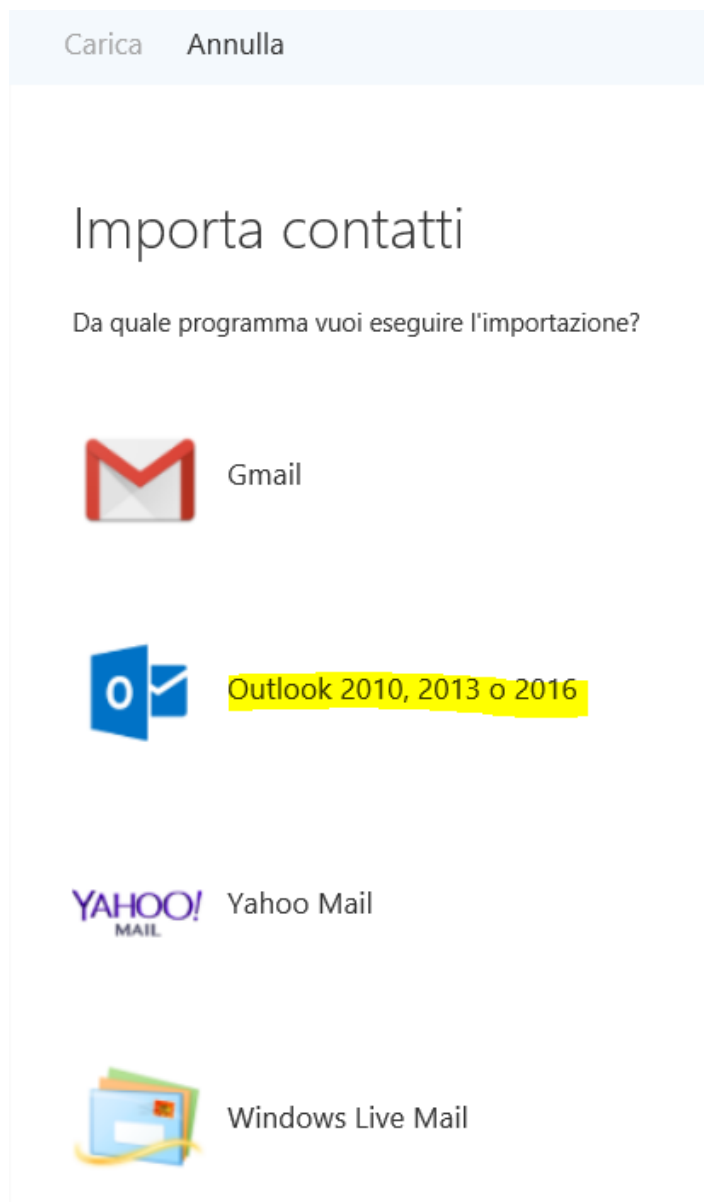 Carica Annulla
Importa contatti
Da quale programma vuoi eseguire l'importazione?
Gmail
O
Outlook 2010, 2013 o 2016
YAHOO!
MAIL
Yahoo Mail
Windows Live Mail